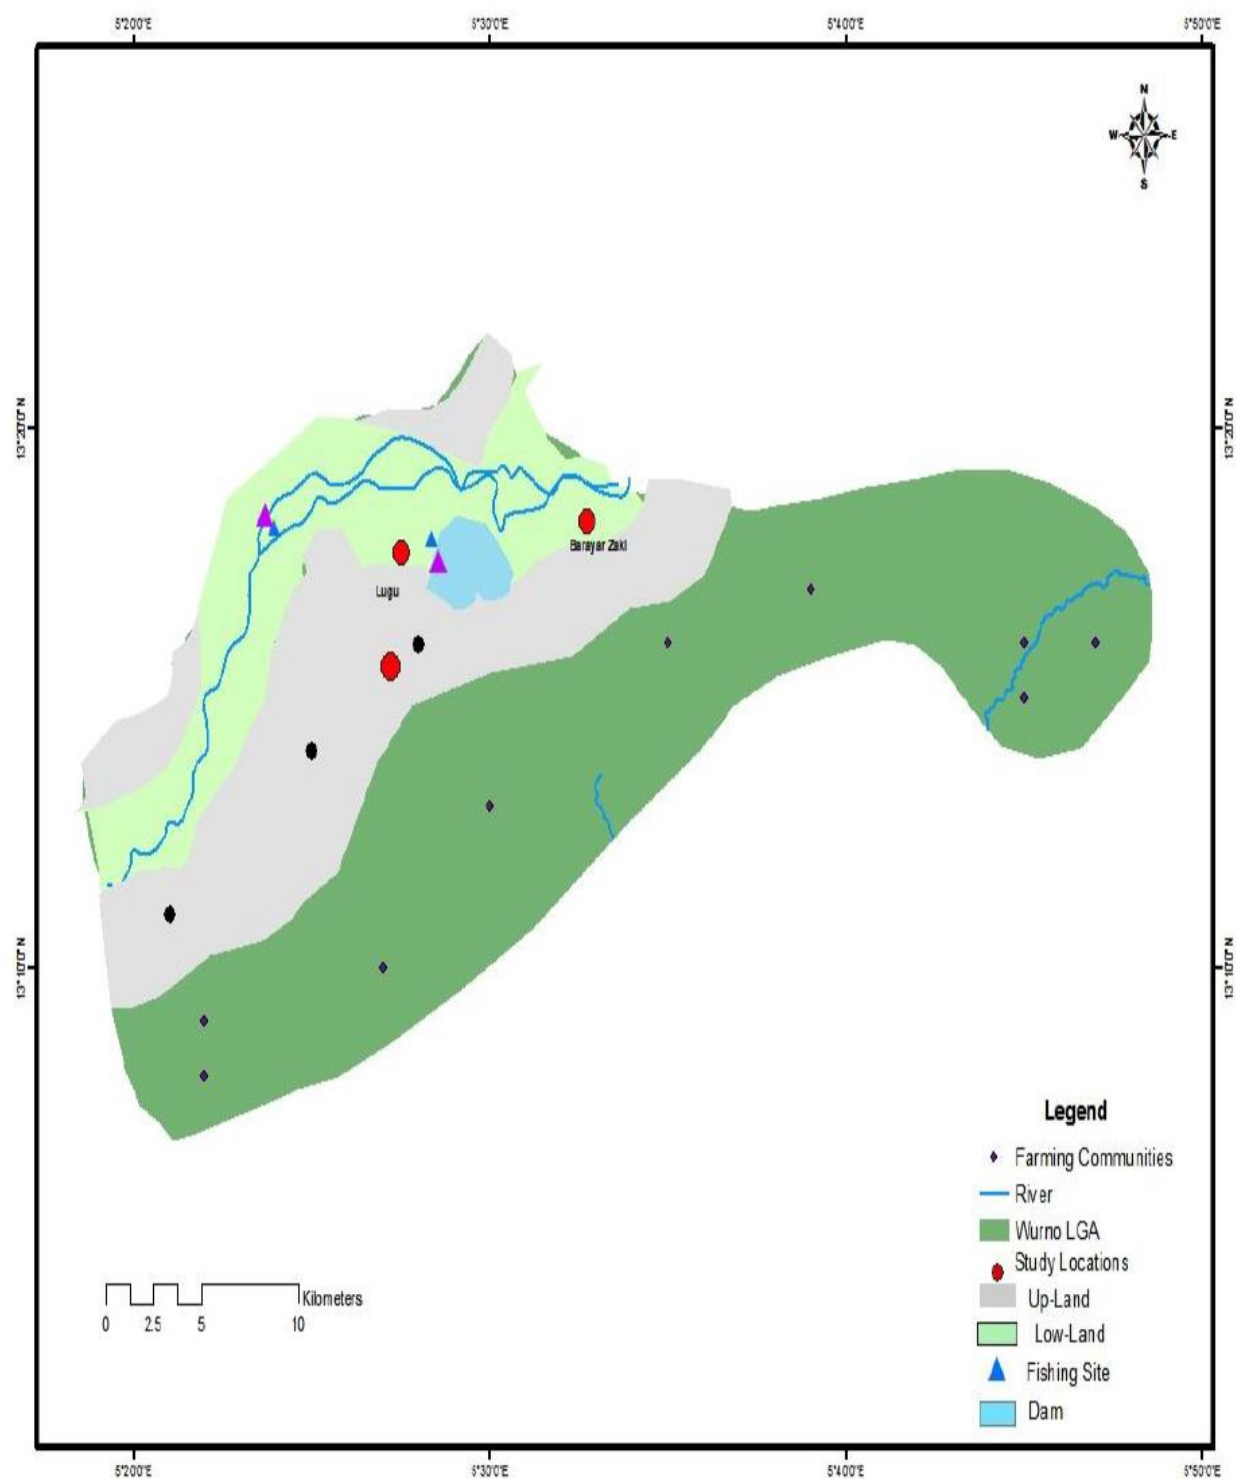 5°20'0"E 5°30'0"E 5°40'0"E 5°50'0"E
N
W E
S
13°20'0"N 13°20'0"N
Barayar Zaki
Lugu
13°10'0"N 13°10'0"N
Legend
Farming Communities
River
Wurno LGA
Study Locations
Up-Land
Low-Land
Fishing Site
Dam
Kilometers
0 2.5 5 10
5°20'0"E 5°30'0"E 5°40'0"E 5°50'0"E